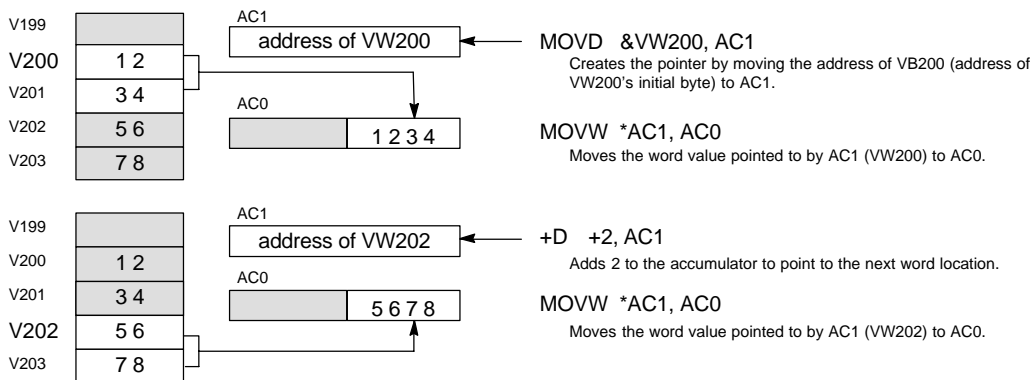 V199
V200
V201
V202
V203
1 2
3 4
5 6
7 8
AC1
address of VW200
AC0
1 2 3 4
MOVD &VW200, AC1
Creates the pointer by moving the address of VB200 (address of
VW200's initial byte) to AC1.
MOVW *AC1, AC0
Moves the word value pointed to by AC1 (VW200) to AC0.
V199
V200
V201
V202
V203
1 2
3 4
5 6
7 8
AC1
address of VW202
AC0
5 6 7 8
+D +2, AC1
Adds 2 to the accumulator to point to the next word location.
MOVW *AC1, AC0
Moves the word value pointed to by AC1 (VW202) to AC0.